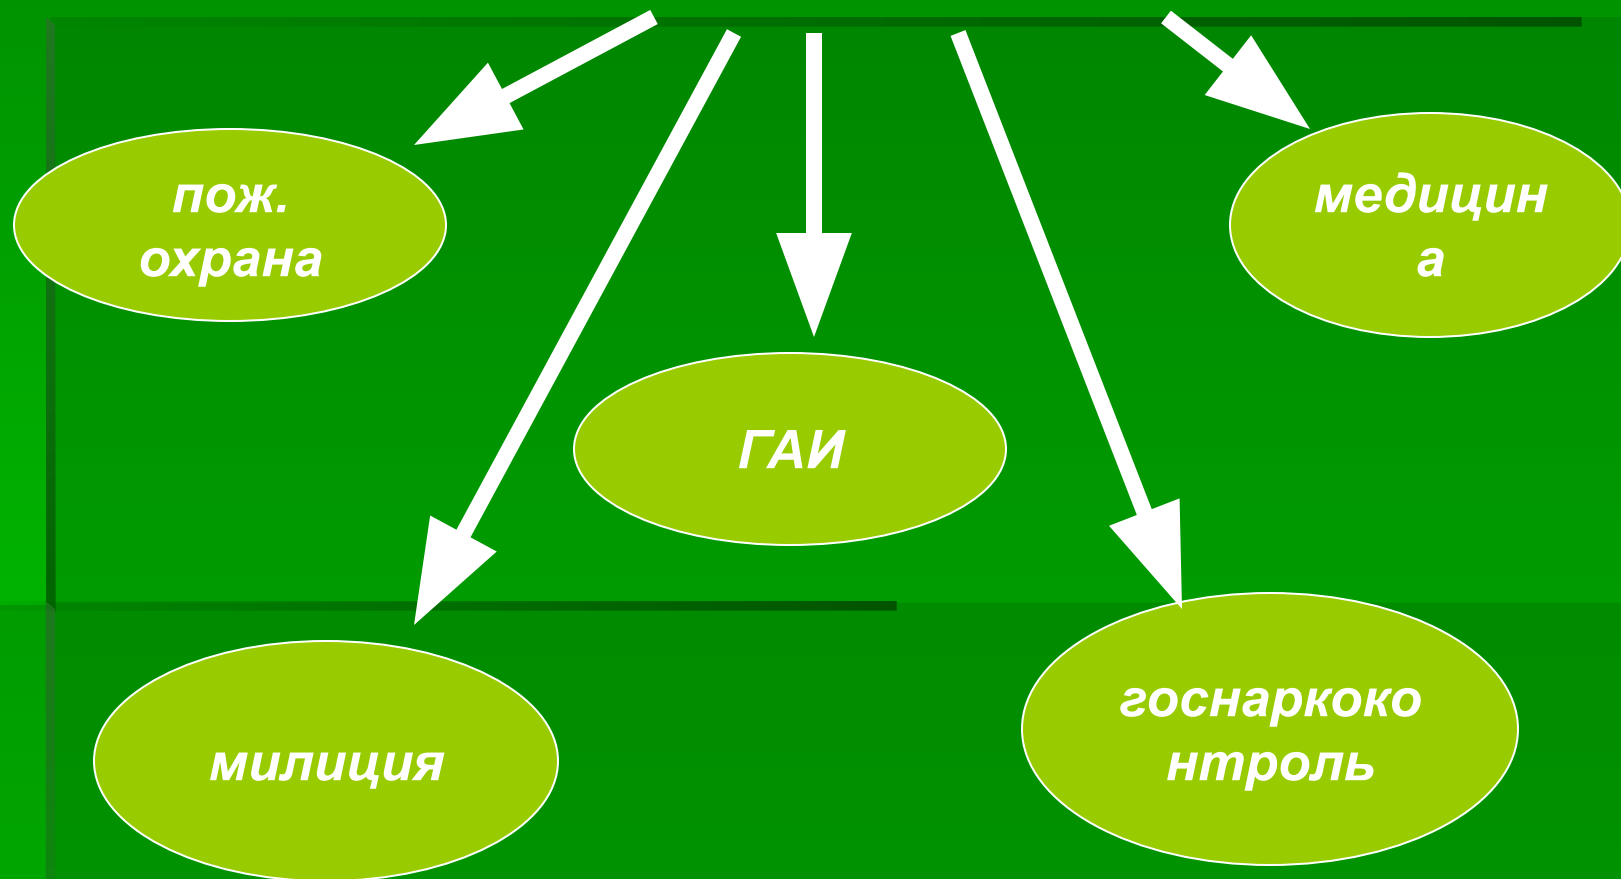 пож.
охрана
медицин
а
ГАИ
милиция
госнаркоко
нтроль